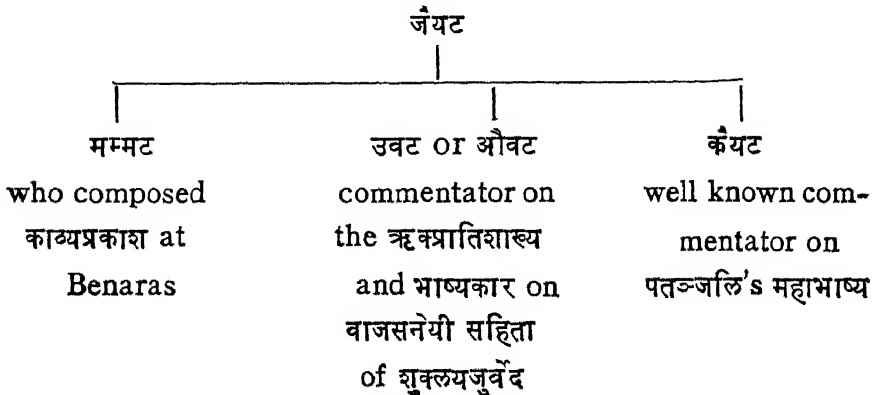 जैयट
मम्मट उवट or औवट कैयट
who composed commentator on well known com-
काव्यप्रकाश at the ऋक्प्रातिशाख्य mentator on
Benaras and भाष्यकार on पतञ्जलि's महाभाष्य
वाजसनेयी सहिता
of शुक्लयजुर्वेद